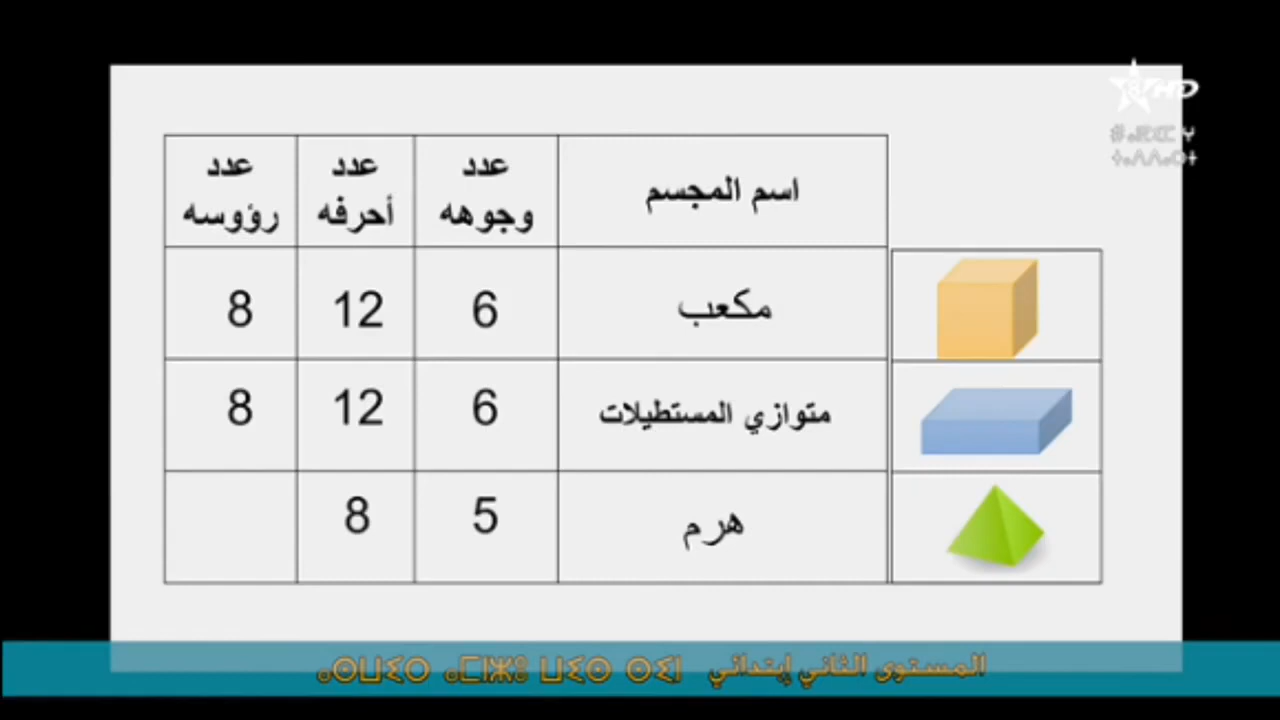 HD
اسم المجسم
عدد وجوهه
عدد أحرفه
عدد رؤوسه
مكعب 6 12 8
متوازي المستطيلات 6 12 8
هرم 5 8
المستوى الثاني إبتدائي